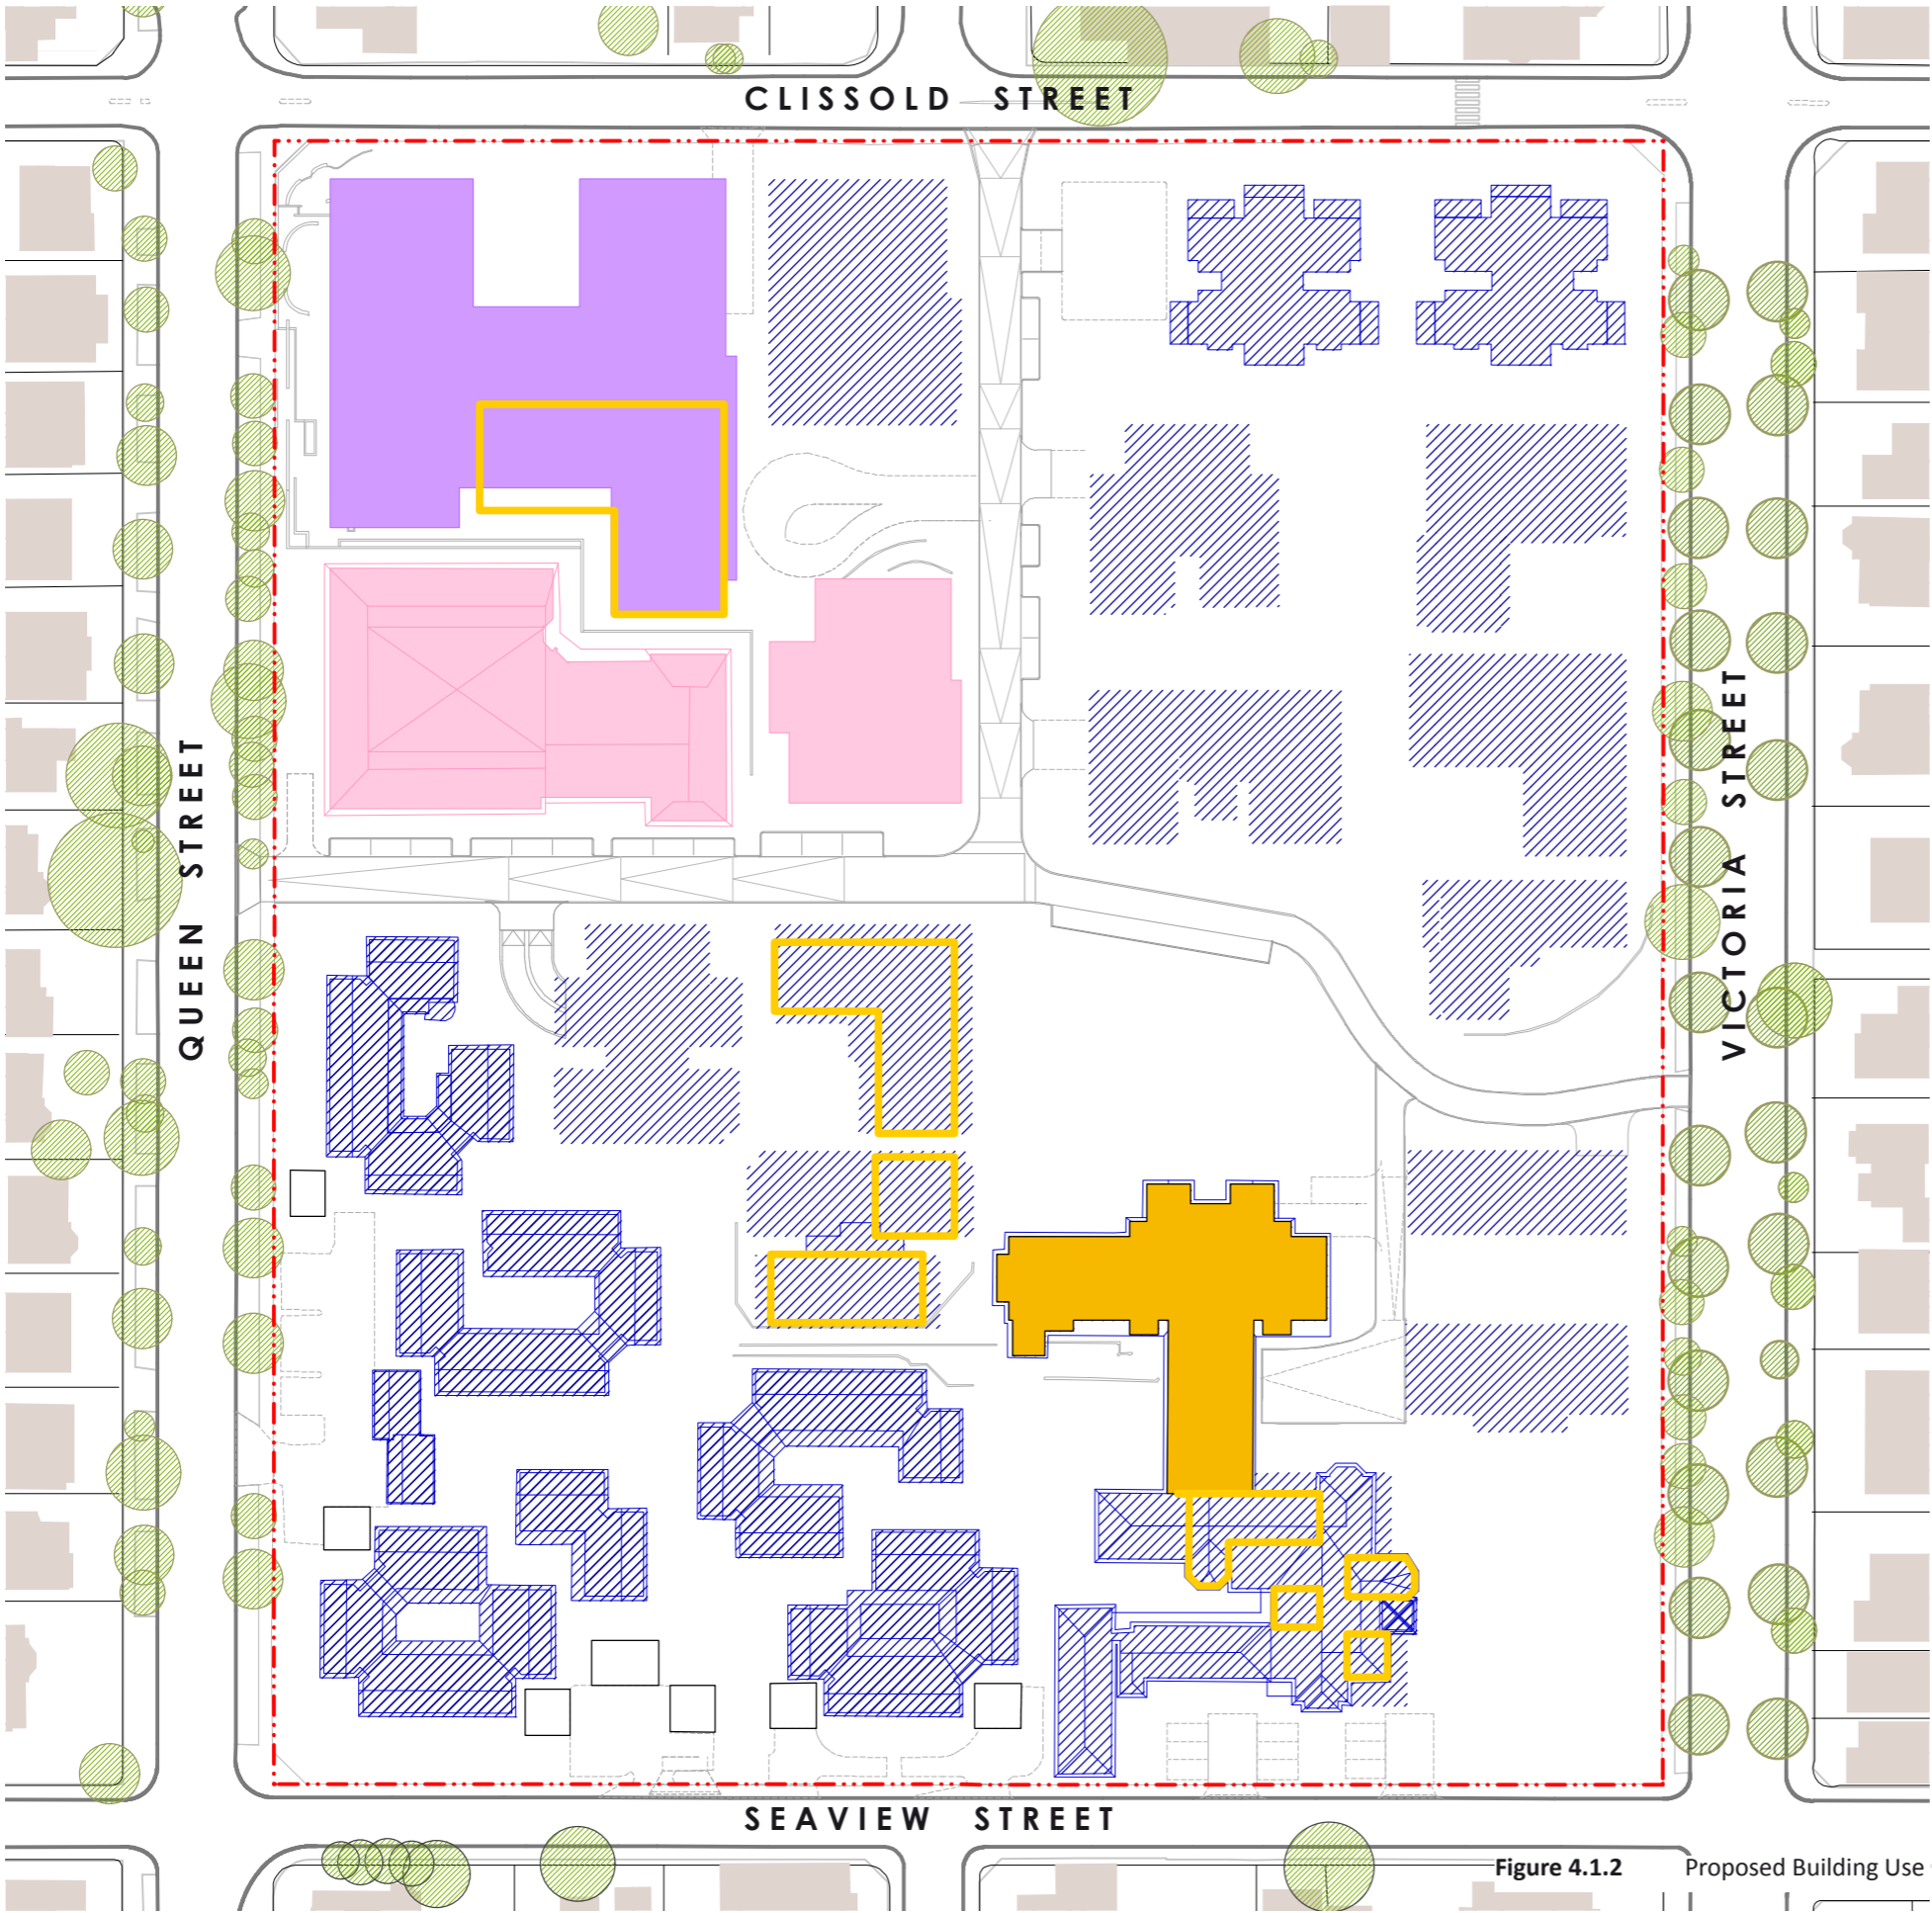 CLISSOLD STREET
QUEEN STREET
VICTORIA STREET
SEAVIEW STREET
Figure 4.1.2 Proposed Building Use